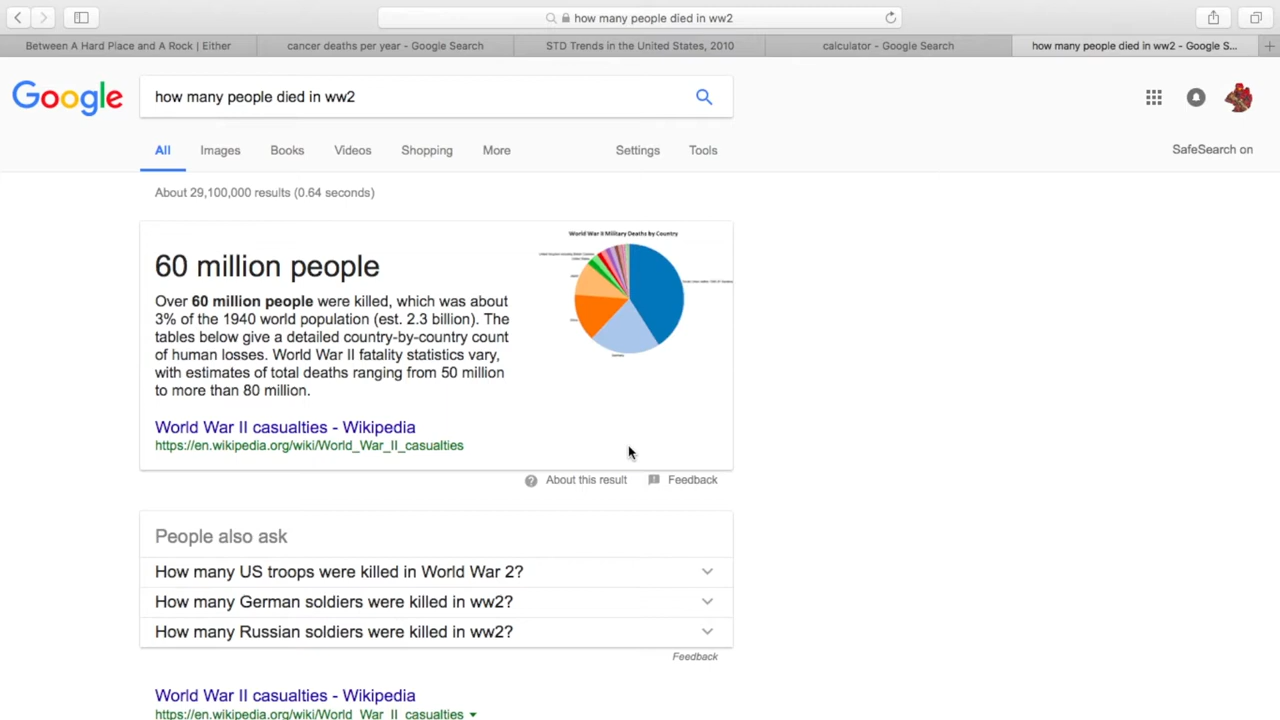 how many people died in ww2
Between A Hard Place and A Rock | Either
cancer deaths per year - Google Search
STD Trends in the United States, 2010
calculator - Google Search
how many people died in ww2 - Google S...
Google
how many people died in ww2
All
Images
Books
Videos
Shopping
More
Settings
Tools
SafeSearch on
About 29,100,000 results (0.64 seconds)
60 million people
Over 60 million people were killed, which was about
3% of the 1940 world population (est. 2.3 billion). The
tables below give a detailed country-by-country count
of human losses. World War II fatality statistics vary,
with estimates of total deaths ranging from 50 million
to more than 80 million.
World War II Military Deaths by Country
World War II casualties - Wikipedia
https://en.wikipedia.org/wiki/World_War_II_casualties
About this result
Feedback
People also ask
How many US troops were killed in World War 2?
How many German soldiers were killed in ww2?
How many Russian soldiers were killed in ww2?
Feedback
World War II casualties - Wikipedia
https://en.wikipedia.org/wiki/World_War_II_casualties